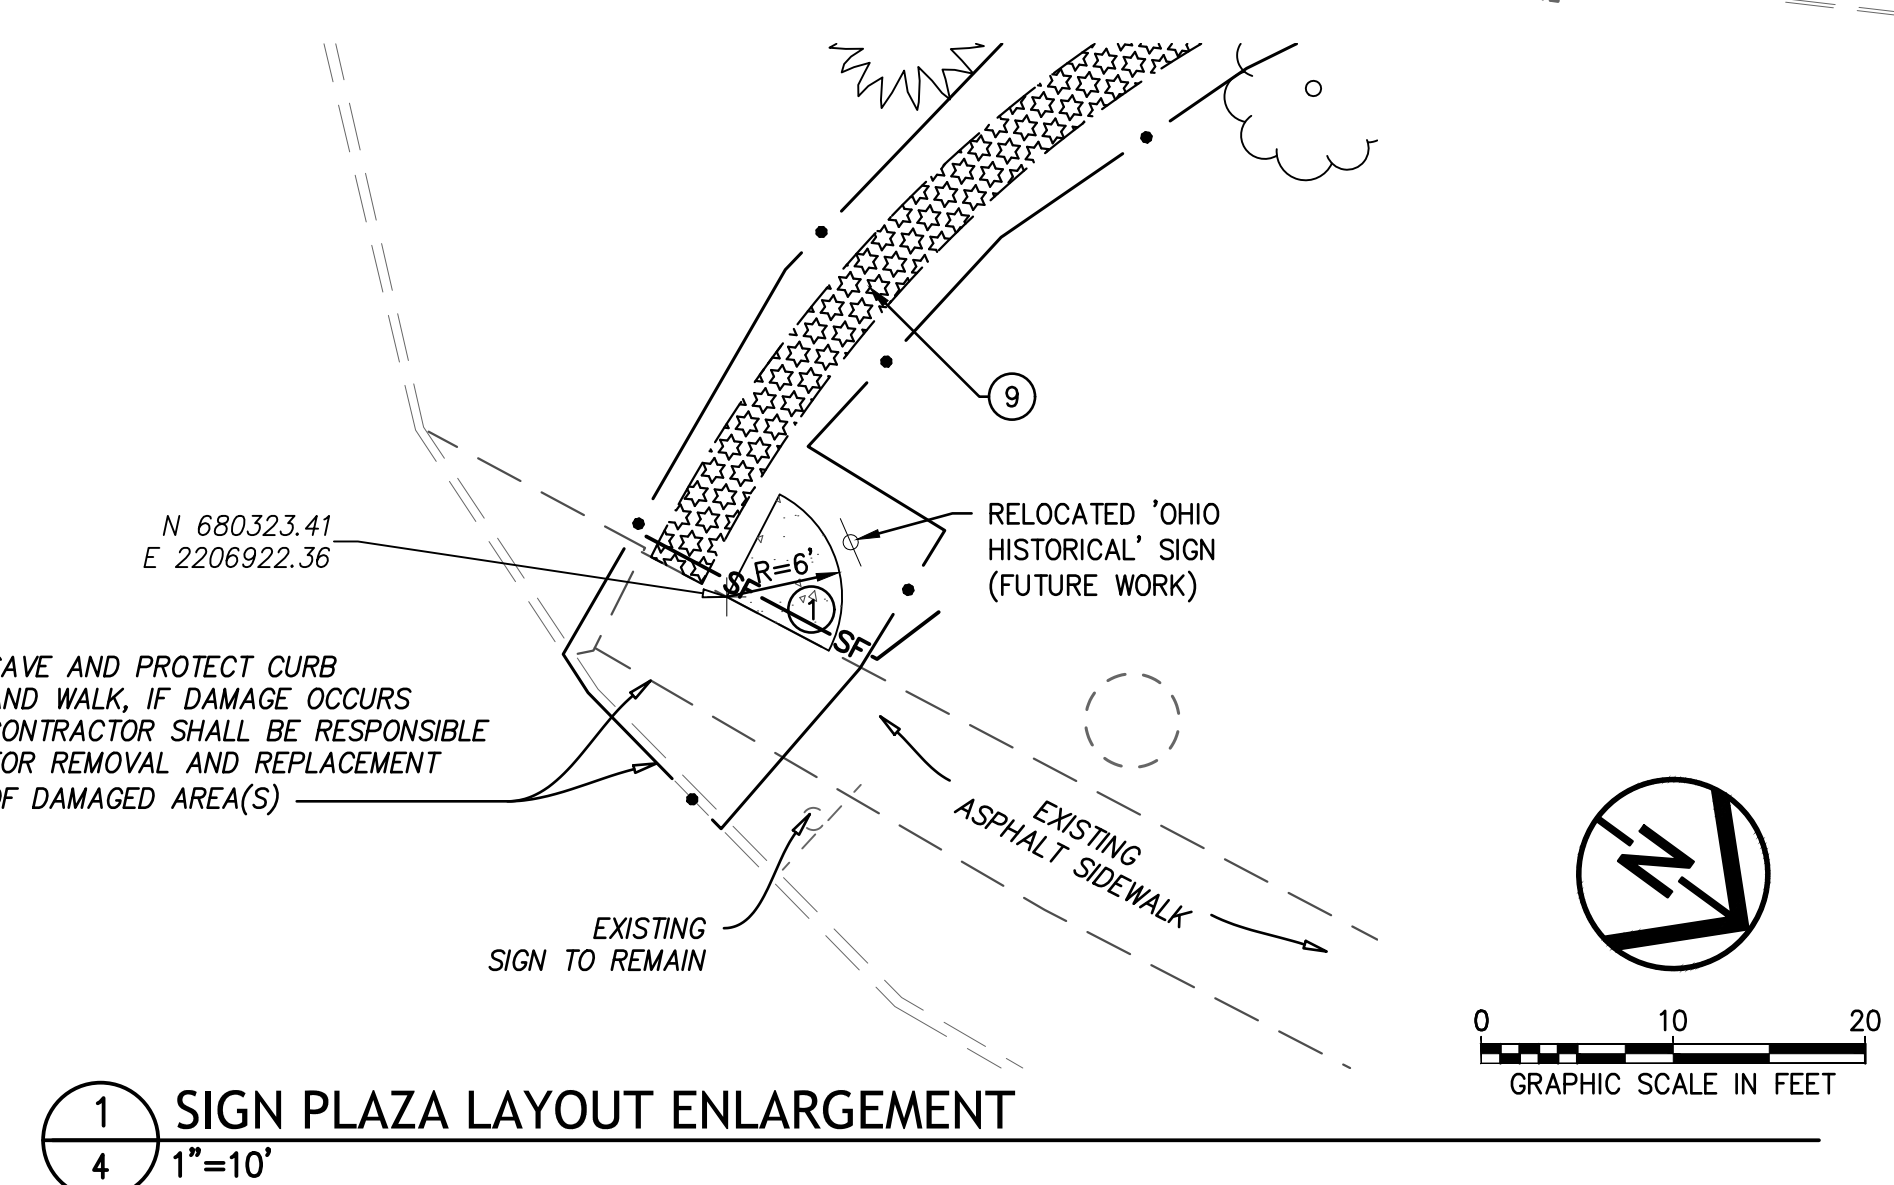 9
N 680323.41
E 2206922.36
RELOCATED 'OHIO
HISTORICAL' SIGN
(FUTURE WORK)
SF
R=6'
1
SF
AVE AND PROTECT CURB
ND WALK, IF DAMAGE OCCURS
ONTRACTOR SHALL BE RESPONSIBLE
OR REMOVAL AND REPLACEMENT
F DAMAGED AREA(S)
EXISTING
ASPHALT SIDEWALK
EXISTING
SIGN TO REMAIN
N
0 10 20
GRAPHIC SCALE IN FEET
1
4
SIGN PLAZA LAYOUT ENLARGEMENT
1"=10'